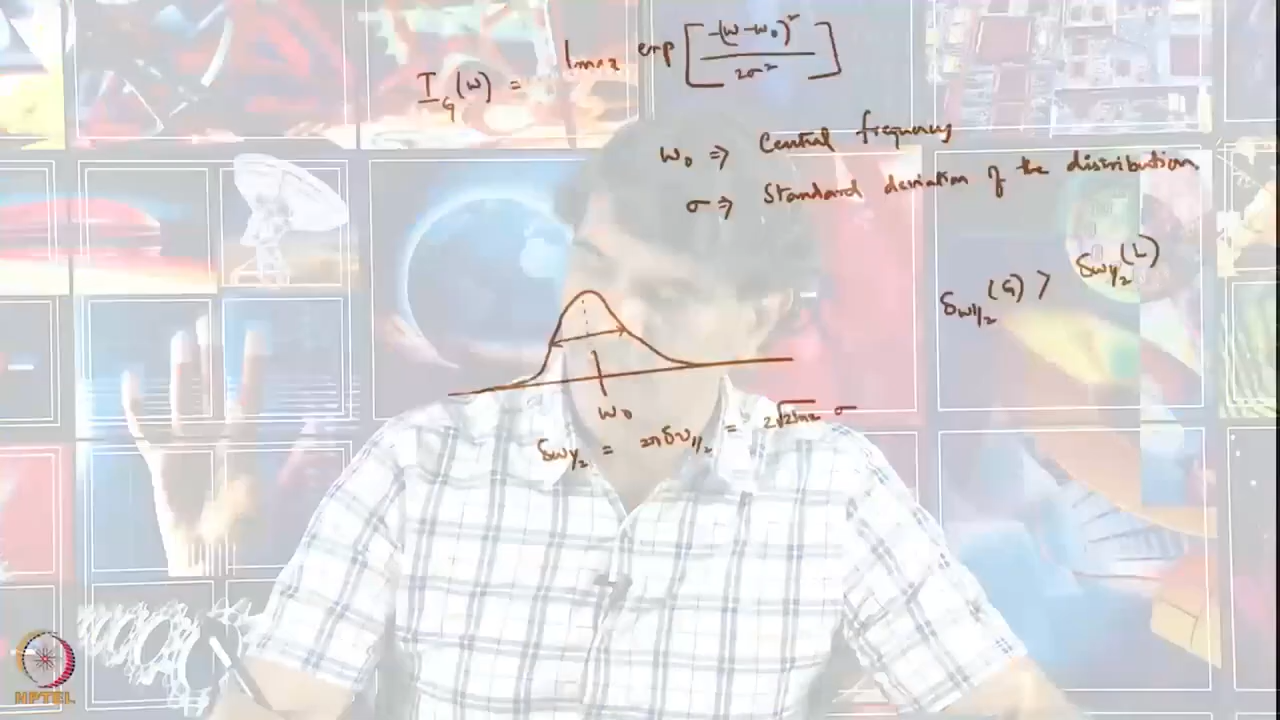 I_G(ω) = I_max exp[-(ω-ω₀)² / 2σ²]
ω₀ ⇒ Central frequency
σ ⇒ Standard deviation of the distribution
δω_1/2 (G) > δω_1/2 (L)
ω₀
δω_1/2 = 2πδν_1/2 = 2√2ln2 σ
NPTEL